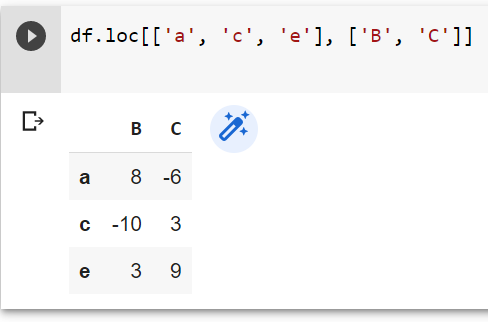 df.loc[['a', 'c', 'e'], ['B', 'C']]
B C
a 8 -6
c -10 3
e 3 9